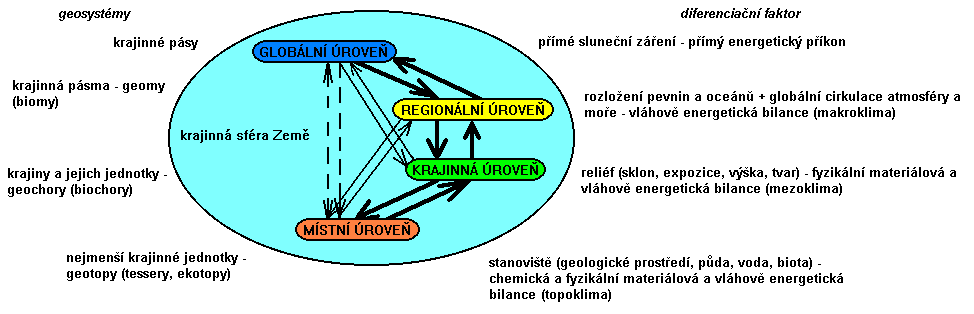 geosystémy
diferenciační faktor
krajinné pásy
GLOBÁLNÍ ÚROVEŇ
přímé sluneční záření - přímý energetický příkon
krajinná pásma - geomy
(biomy)
REGIONÁLNÍ ÚROVEŇ
rozložení pevnin a oceánů + globální cirkulace atmosféry a
moře - vláhově energetická bilance (makroklima)
krajinná sféra Země
krajiny a jejich jednotky -
geochory (biochory)
KRAJINNÁ ÚROVEŇ
reliéf (sklon, expozice, výška, tvar) - fyzikální materiálová a
vláhově energetická bilance (mezoklima)
MÍSTNÍ ÚROVEŇ
nejmenší krajinné jednotky -
geotopy (tessery, ekotopy)
stanoviště (geologické prostředí, půda, voda, biota) -
chemická a fyzikální materiálová a vláhově energetická
bilance (topoklima)